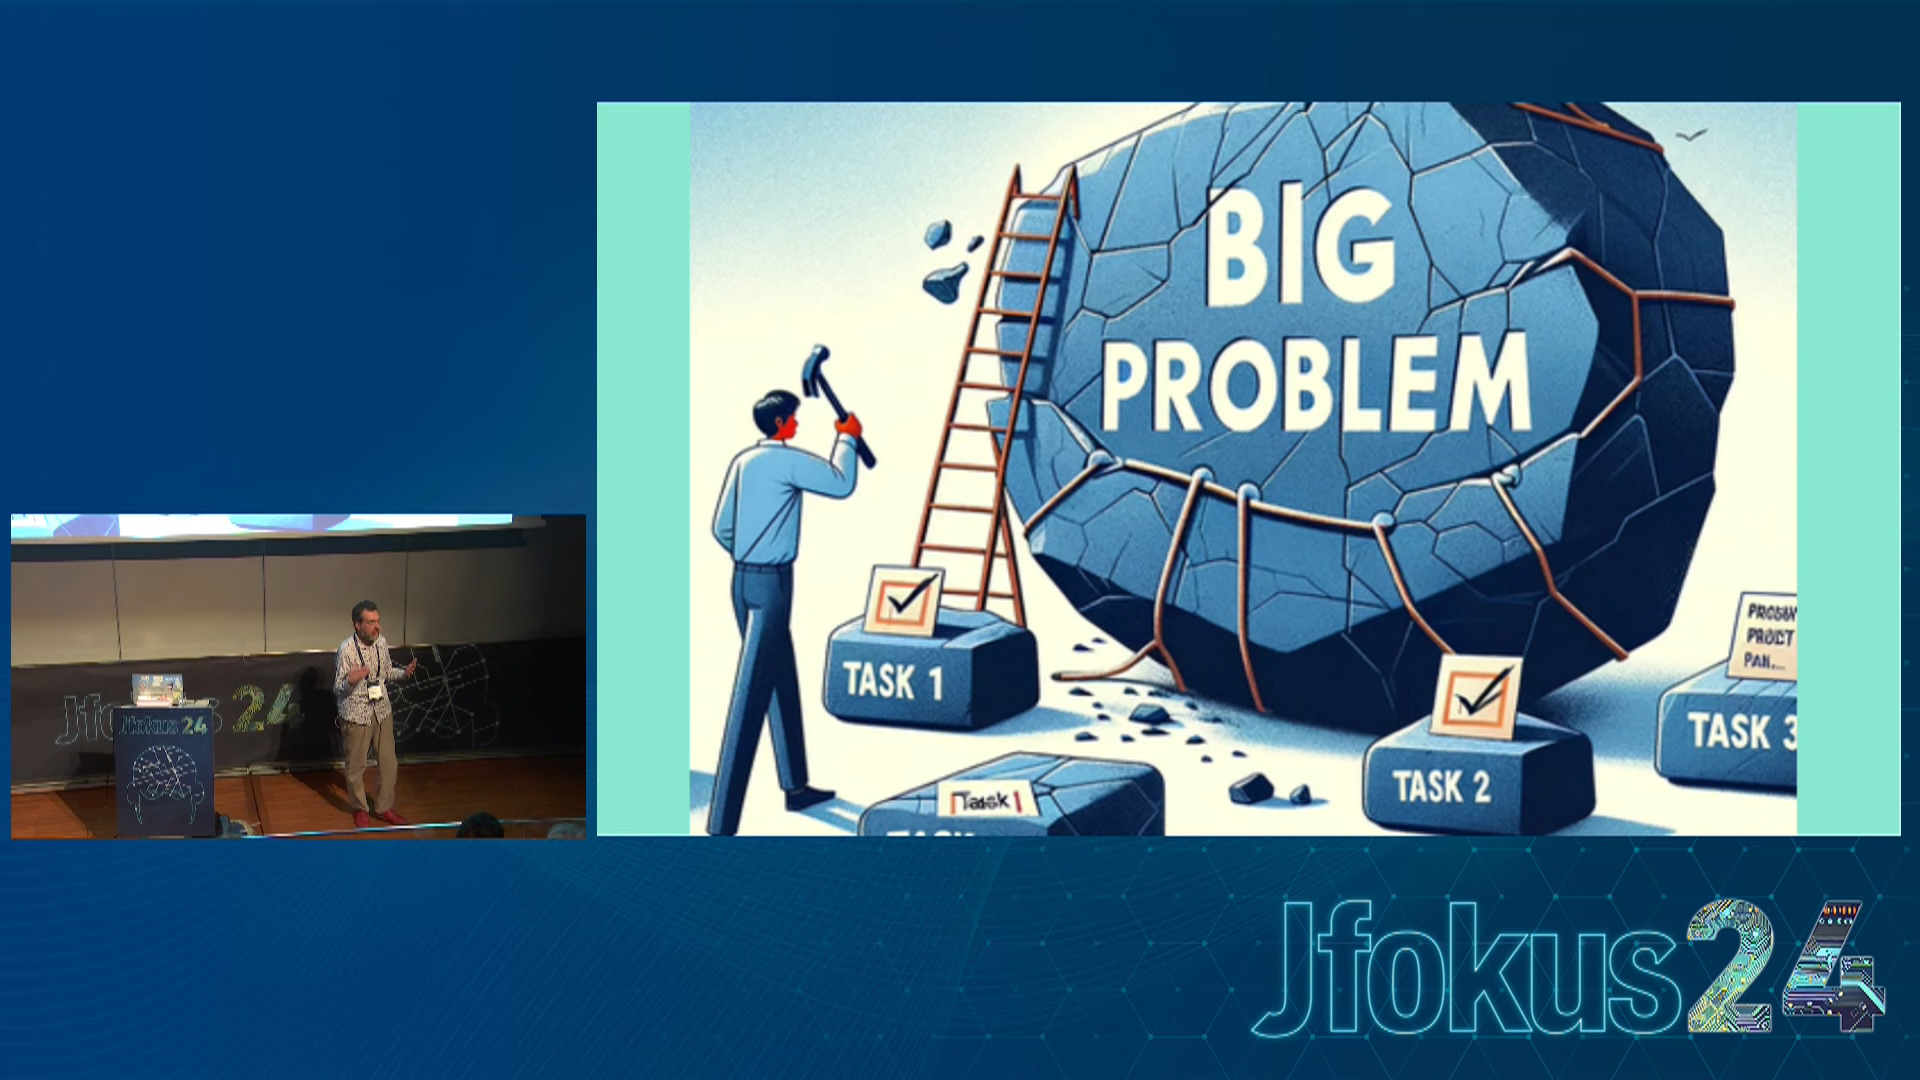 BIG
PROBLEM
TASK 1
TASK 2
TASK 3
Jfokus 24
Jfokus 24
Jfokus24